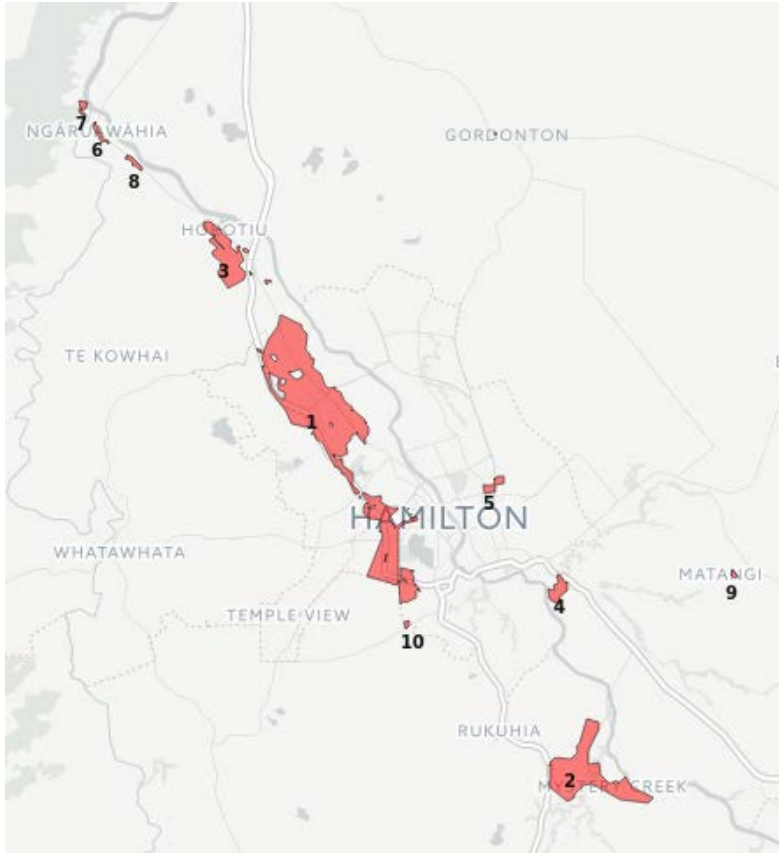 7
NGĀRUAWĀHIA
GORDONTON
6
8
HOROTIU
3
TE KOWHAI
1
5
HAMILTON
WHATAWHATA
MATANGI
9
4
TEMPLE VIEW
10
RUKUHIA
2
MYSTERY CREEK